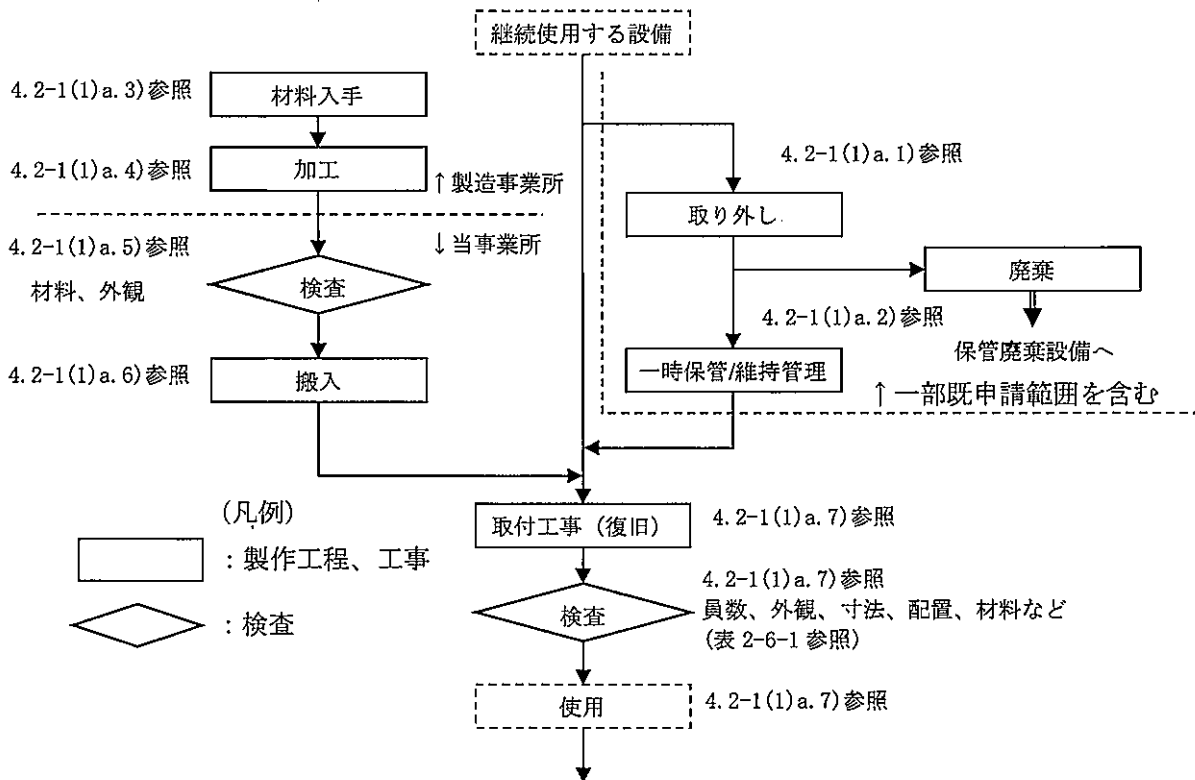 継続使用する設備
4.2-1(1)a.3)参照
材料入手
4.2-1(1)a.4)参照
加工
↑製造事業所
4.2-1(1)a.5)参照
材料、外観
↓当事業所
検査
4.2-1(1)a.6)参照
搬入
4.2-1(1)a.1)参照
取り外し
廃棄
4.2-1(1)a.2)参照
保管廃棄設備へ
一時保管/維持管理
↑一部既申請範囲を含む
取付工事（復旧）
4.2-1(1)a.7)参照
検査
4.2-1(1)a.7)参照
員数、外観、寸法、配置、材料など
(表 2-6-1 参照)
使用
4.2-1(1)a.7)参照
(凡例)
：製作工程、工事
：検査